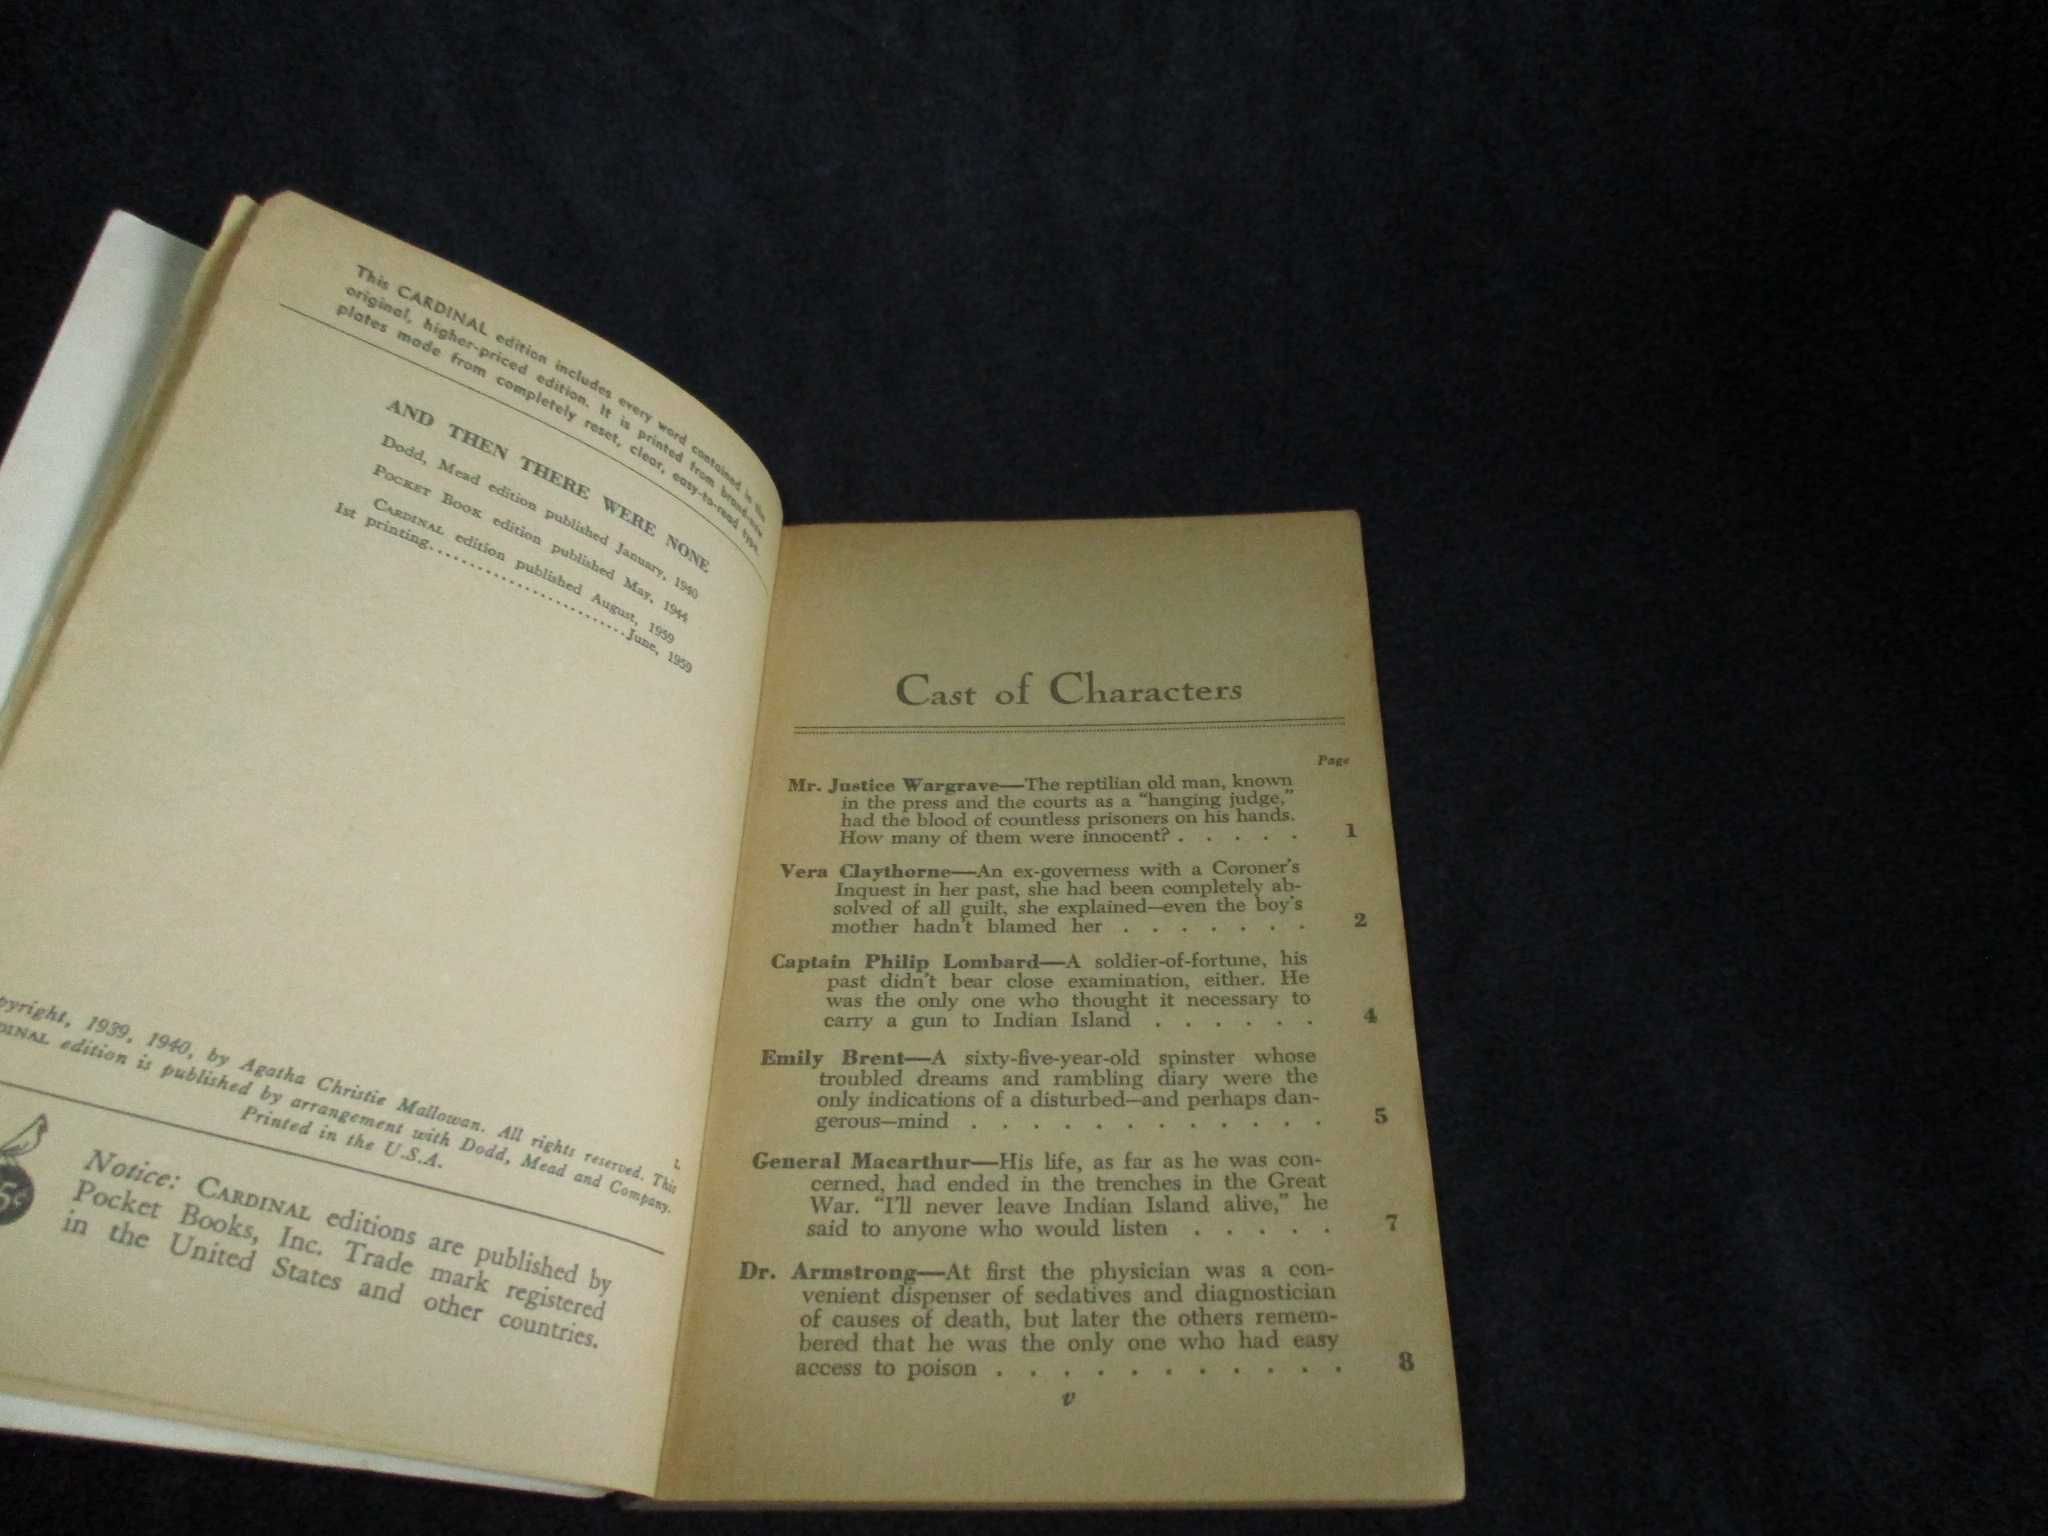 This CARDINAL edition includes every word contained in the
original, higher-priced edition. It is printed from brand-new
plates made from completely reset, clear, easy-to-read type.
AND THEN THERE WERE NONE
Dodd, Mead edition published January, 1940
POCKET BOOK edition published May, 1944
CARDINAL edition published August, 1959
1st printing..............................June, 1959
L
pyright, 1939, 1940, by Agatha Christie Mallowan. All rights reserved. This
DINAL edition is published by arrangement with Dodd, Mead and Company.
Printed in the U.S.A.
5¢
Notice: CARDINAL editions are published by
Pocket Books, Inc. Trade mark registered
in the United States and other countries.
Cast of Characters
Page
Mr. Justice Wargrave—The reptilian old man, known
in the press and the courts as a "hanging judge,"
had the blood of countless prisoners on his hands.
How many of them were innocent? . . . . . 1
Vera Claythorne—An ex-governess with a Coroner's
Inquest in her past, she had been completely ab-
solved of all guilt, she explained—even the boy's
mother hadn't blamed her . . . . . . . 2
Captain Philip Lombard—A soldier-of-fortune, his
past didn't bear close examination, either. He
was the only one who thought it necessary to
carry a gun to Indian Island . . . . . . 4
Emily Brent—A sixty-five-year-old spinster whose
troubled dreams and rambling diary were the
only indications of a disturbed—and perhaps dan-
gerous—mind . . . . . . . . . . . . 5
General Macarthur—His life, as far as he was con-
cerned, had ended in the trenches in the Great
War. "I'll never leave Indian Island alive," he
said to anyone who would listen . . . . . 7
Dr. Armstrong—At first the physician was a con-
venient dispenser of sedatives and diagnostician
of causes of death, but later the others remem-
bered that he was the only one who had easy
access to poison . . . . . . . . . . 8
v